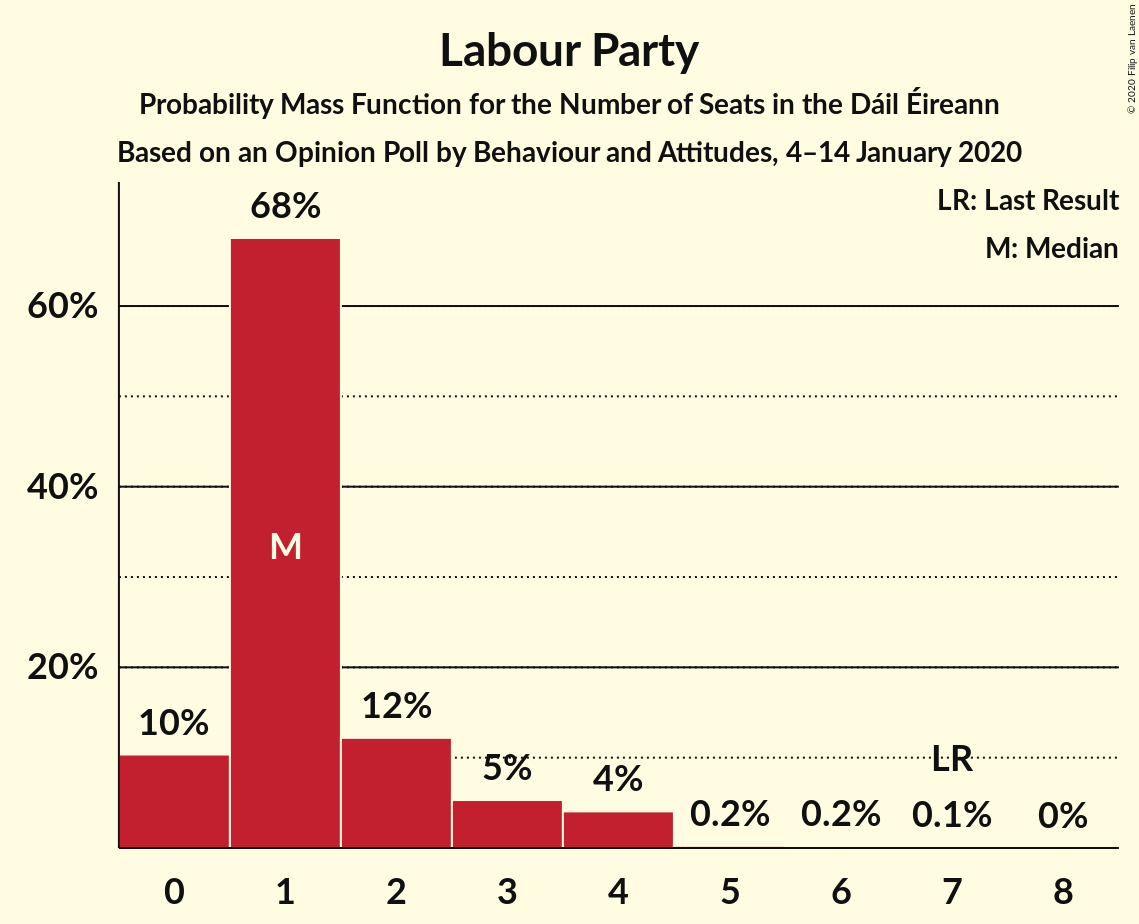 Labour Party
Probability Mass Function for the Number of Seats in the Dáil Éireann
Based on an Opinion Poll by Behaviour and Attitudes, 4–14 January 2020
© 2020 Filip van Laenen
LR: Last Result
M: Median
68%
60%
40%
M
20%
10%
12%
5%
4%
0.2%
0.2%
LR
0.1%
0%
0 1 2 3 4 5 6 7 8